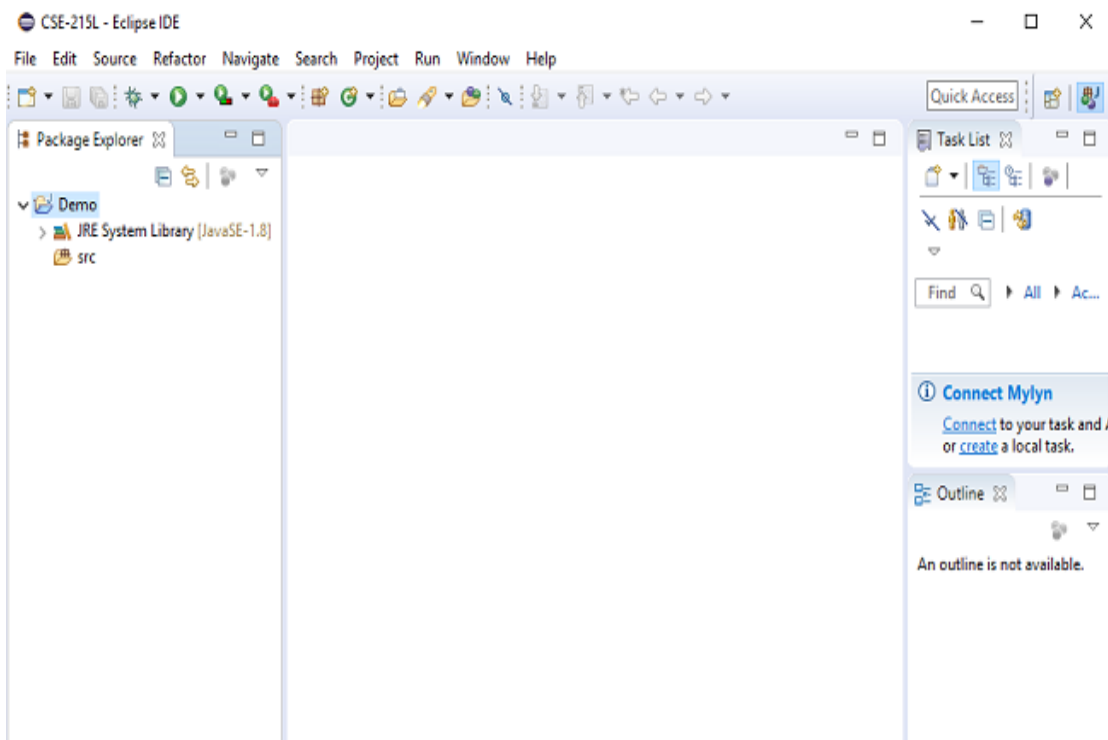 CSE-215L - Eclipse IDE
File Edit Source Refactor Navigate Search Project Run Window Help
Quick Access
Package Explorer
Demo
JRE System Library [JavaSE-1.8]
src
Task List
Find All Ac...
Connect Mylyn
Connect to your task and
or create a local task.
Outline
An outline is not available.